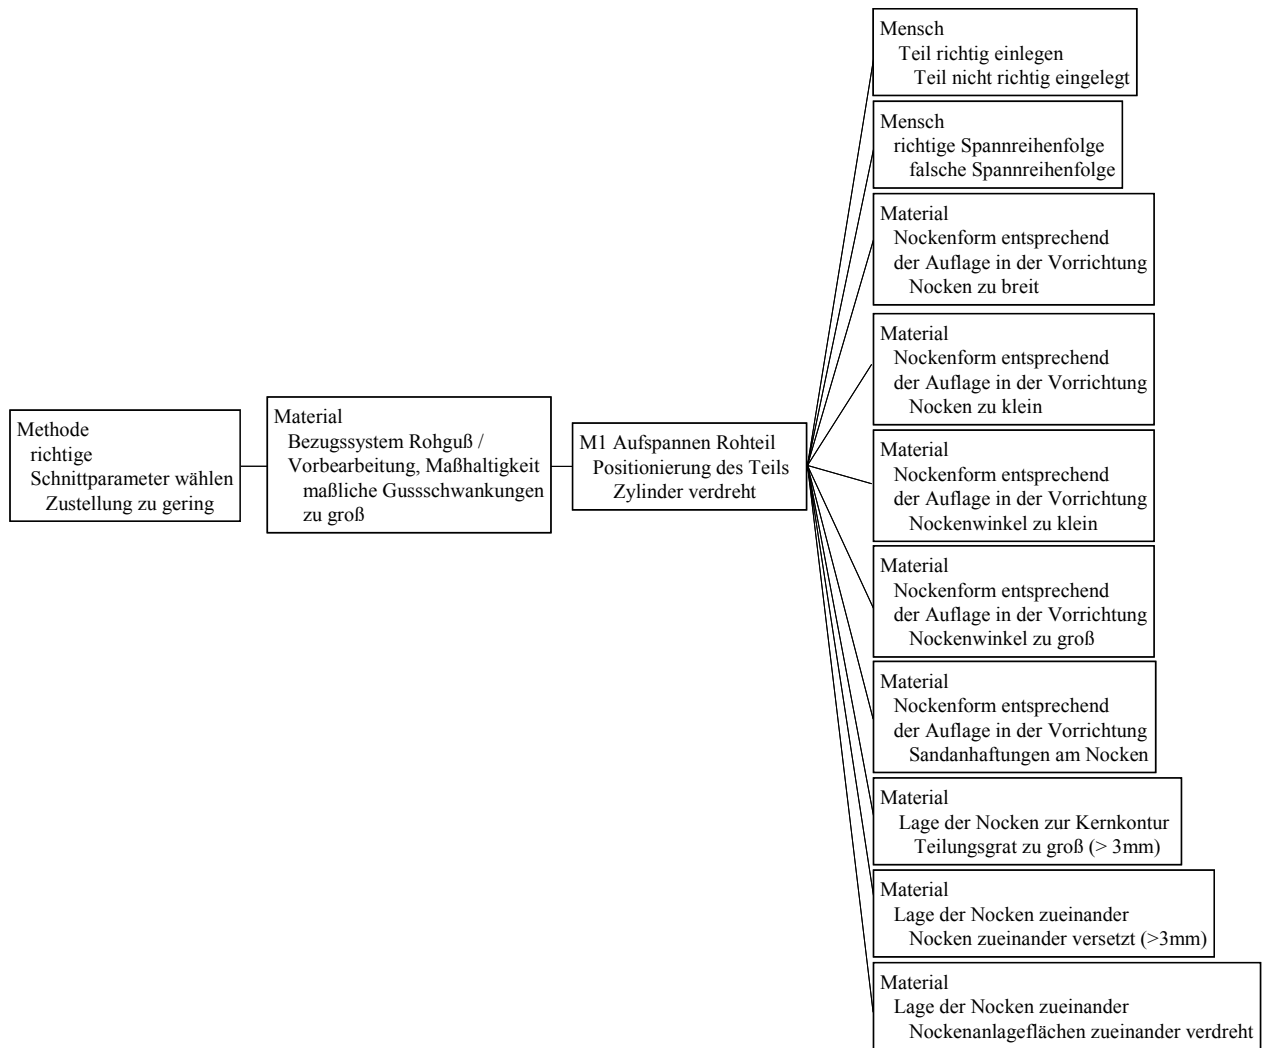 Methode
richtige
Schnittparameter wählen
Zustellung zu gering
Material
Bezugssystem Rohguß /
Vorbearbeitung, Maßhaltigkeit
maßliche Gussschwankungen
zu groß
M1 Aufspannen Rohteil
Positionierung des Teils
Zylinder verdreht
Mensch
Teil richtig einlegen
Teil nicht richtig eingelegt
Mensch
richtige Spannreihenfolge
falsche Spannreihenfolge
Material
Nockenform entsprechend
der Auflage in der Vorrichtung
Nocken zu breit
Material
Nockenform entsprechend
der Auflage in der Vorrichtung
Nocken zu klein
Material
Nockenform entsprechend
der Auflage in der Vorrichtung
Nockenwinkel zu klein
Material
Nockenform entsprechend
der Auflage in der Vorrichtung
Nockenwinkel zu groß
Material
Nockenform entsprechend
der Auflage in der Vorrichtung
Sandanhaftungen am Nocken
Material
Lage der Nocken zur Kernkontur
Teilungsgrat zu groß (> 3mm)
Material
Lage der Nocken zueinander
Nocken zueinander versetzt (>3mm)
Material
Lage der Nocken zueinander
Nockenanlageflächen zueinander verdreht